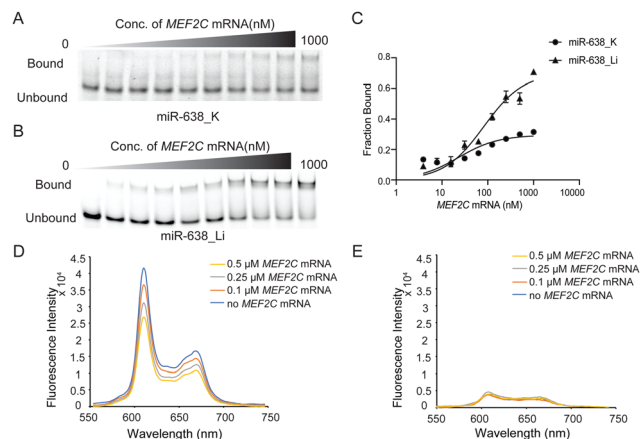 A
Conc. of MEF2C mRNA(nM)
0
1000
Bound
Unbound
miR-638_K
B
Conc. of MEF2C mRNA(nM)
0
1000
Bound
Unbound
miR-638_Li
C
miR-638_K
miR-638_Li
Fraction Bound
0.80
0.60
0.40
0.20
0.0
1
10
100
1000
10000
MEF2C mRNA (nM)
D
0.5 µM MEF2C mRNA
0.25 µM MEF2C mRNA
0.1 µM MEF2C mRNA
no MEF2C mRNA
Fluorescence Intensity
x 10⁴
4.5
4
3.5
3
2.5
2
1.5
1
0.5
0
550
600
650
700
750
Wavelength (nm)
E
0.5 µM MEF2C mRNA
0.25 µM MEF2C mRNA
0.1 µM MEF2C mRNA
no MEF2C mRNA
Fluorescence Intensity
x 10⁴
4.5
4
3.5
3
2.5
2
1.5
1
0.5
0
550
600
650
700
750
Wavelength (nm)